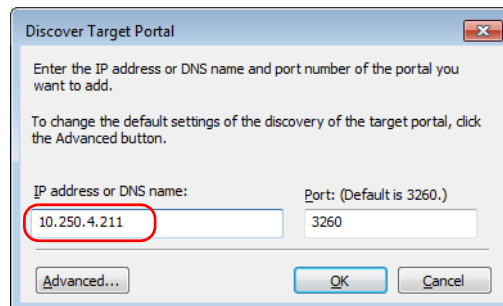 Discover Target Portal
Enter the IP address or DNS name and port number of the portal you
want to add.
To change the default settings of the discovery of the target portal, click
the Advanced button.
IP address or DNS name:
Port: (Default is 3260.)
10.250.4.211
3260
Advanced...
OK
Cancel